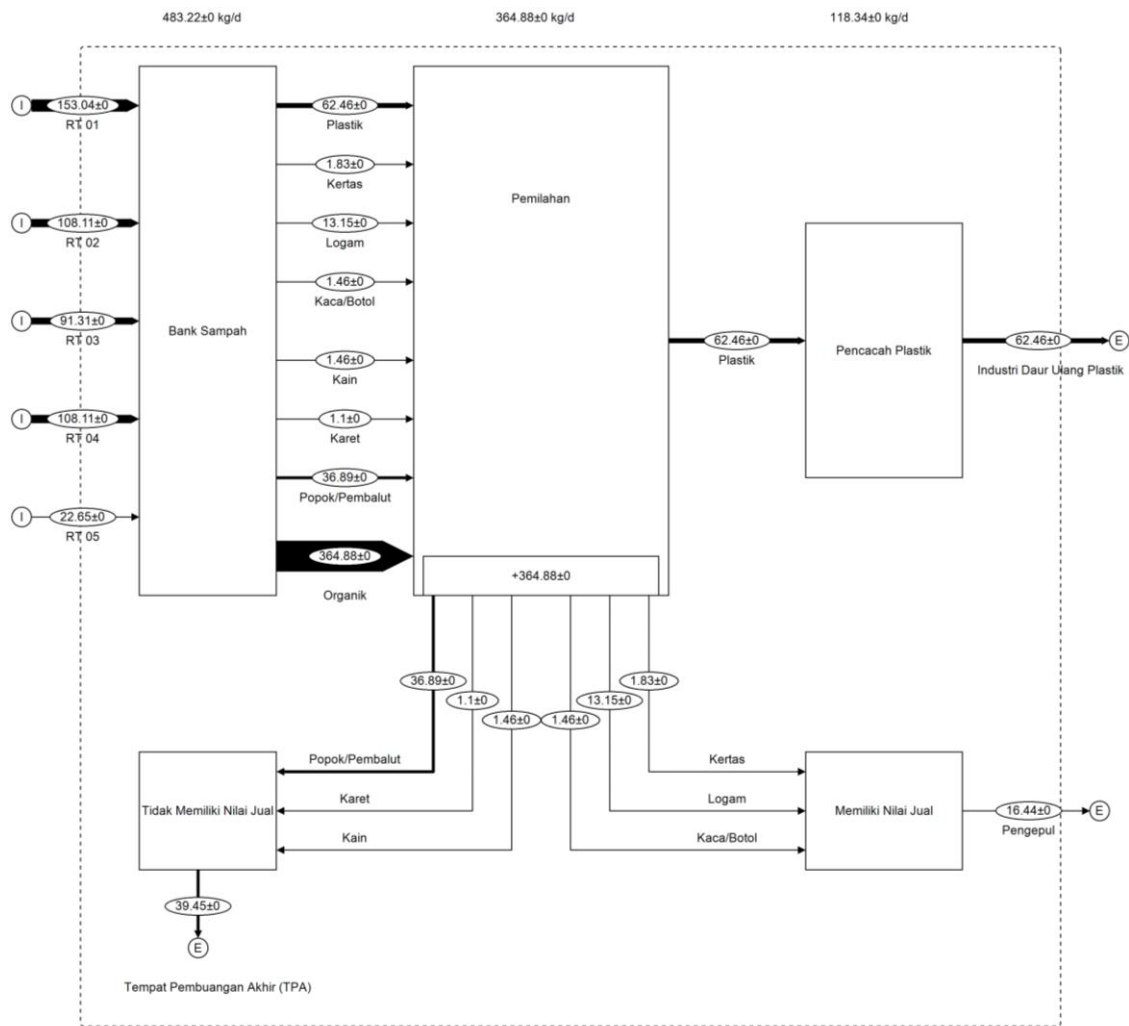 483.22±0 kg/d
364.88±0 kg/d
118.34±0 kg/d
I
153.04±0
RT 01
I
108.11±0
RT 02
I
91.31±0
RT 03
I
108.11±0
RT 04
I
22.65±0
RT 05
Bank Sampah
62.46±0
Plastik
1.83±0
Kertas
13.15±0
Logam
1.46±0
Kaca/Botol
1.46±0
Kain
1.1±0
Karet
36.89±0
Popok/Pembalut
364.88±0
Organik
Pemilahan
+364.88±0
62.46±0
Plastik
Pencacah Plastik
62.46±0
E
Industri Daur Ulang Plastik
36.89±0
1.1±0
1.46±0
1.46±0
13.15±0
1.83±0
Popok/Pembalut
Karet
Kain
Tidak Memiliki Nilai Jual
39.45±0
E
Tempat Pembuangan Akhir (TPA)
Kertas
Logam
Kaca/Botol
Memiliki Nilai Jual
16.44±0
E
Pengepul